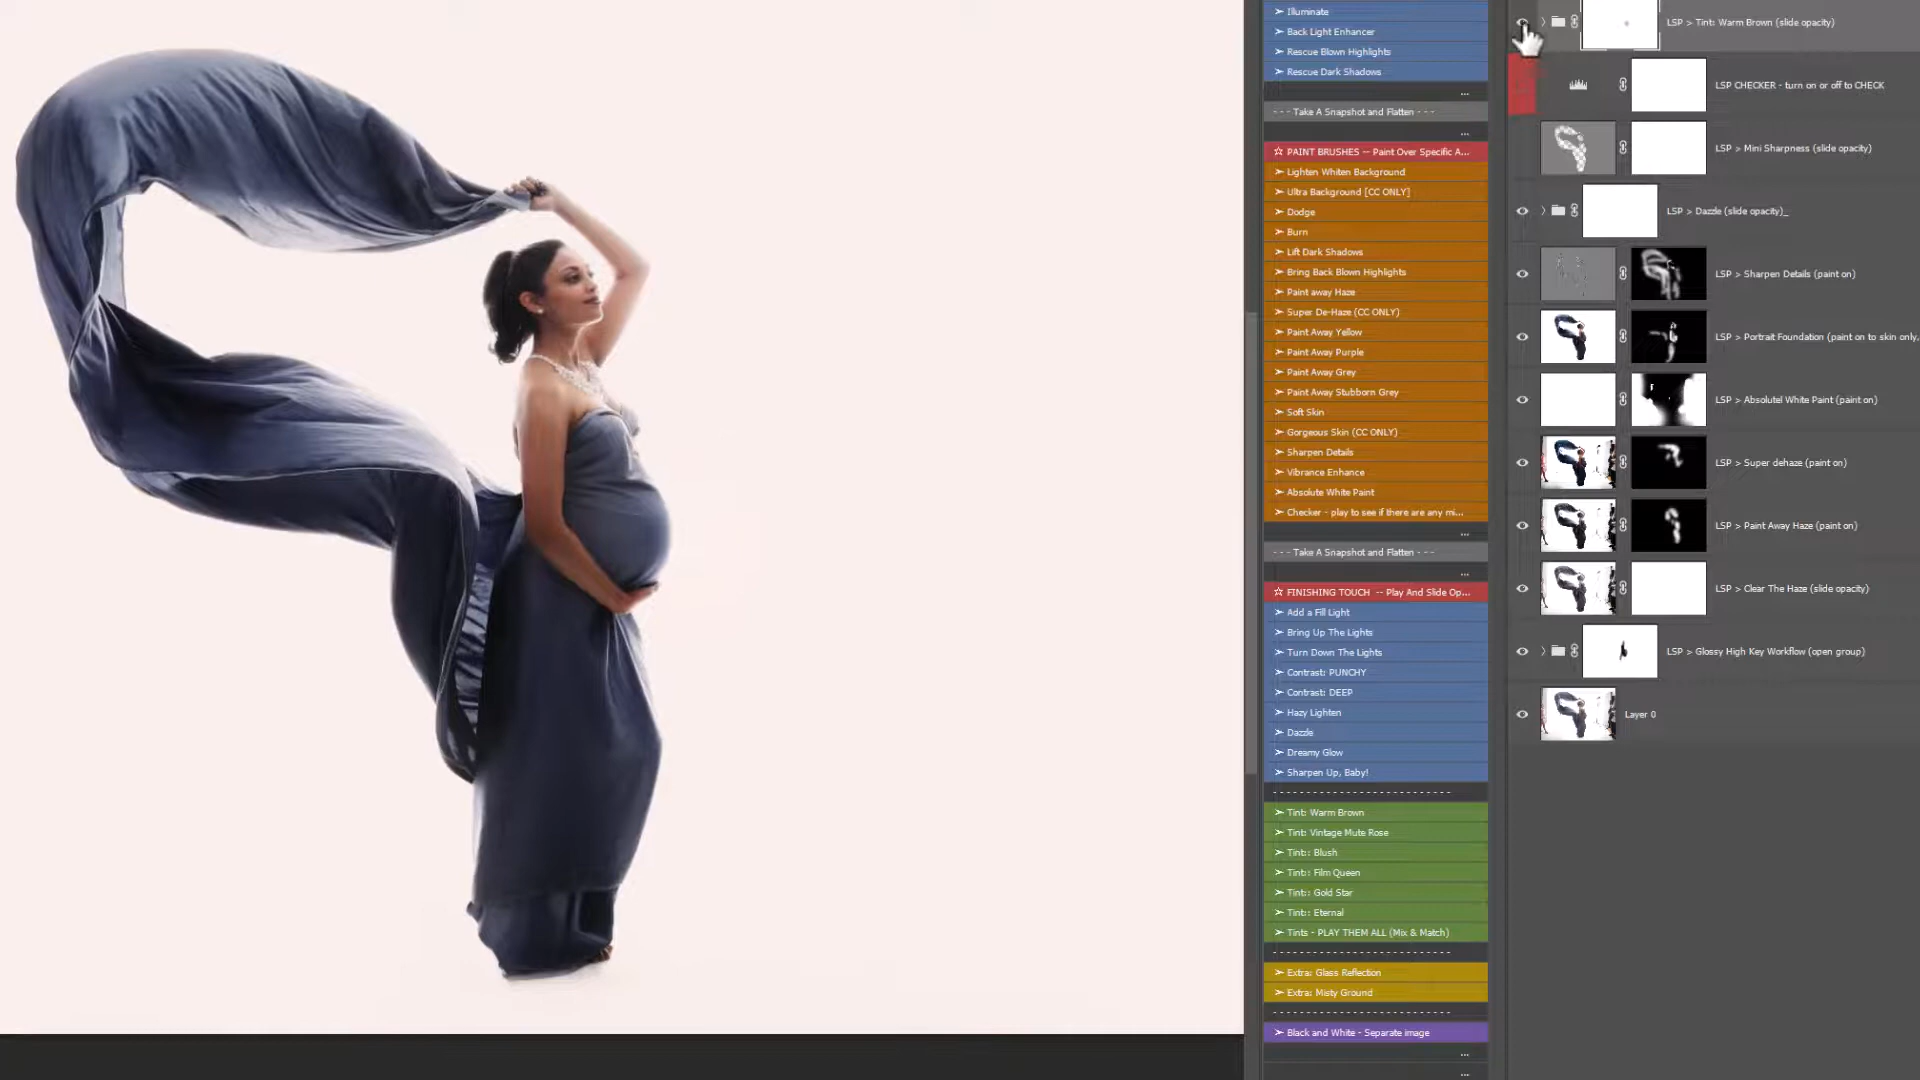 Illuminate
Back Light Enhancer
Rescue Blown Highlights
Rescue Dark Shadows
...
- - - Take A Snapshot and Flatten - - -
...
☆ PAINT BRUSHES -- Paint Over Specific A...
Lighten Whiten Background
Ultra Background [CC ONLY]
Dodge
Burn
Lift Dark Shadows
Bring Back Blown Highlights
Paint away Haze
Super De-Haze (CC ONLY)
Paint Away Yellow
Paint Away Purple
Paint Away Grey
Paint Away Stubborn Grey
Soft Skin
Gorgeous Skin (CC ONLY)
Sharpen Details
Vibrance Enhance
Absolute White Paint
Checker - play to see if there are any mi...
...
- - - Take A Snapshot and Flatten - - -
...
☆ FINISHING TOUCH -- Play And Slide Op...
Add a Fill Light
Bring Up The Lights
Turn Down The Lights
Contrast: PUNCHY
Contrast: DEEP
Hazy Lighten
Dazzle
Dreamy Glow
Sharpen Up, Baby!
- - - - - - - - - - - - - - - - - - - - - - - - - -
Tint: Warm Brown
Tint: Vintage Mute Rose
Tint:: Blush
Tint:: Film Queen
Tint:: Gold Star
Tint:: Eternal
Tints - PLAY THEM ALL (Mix & Match)
- - - - - - - - - - - - - - - - - - - - - - - - - -
Extra: Glass Reflection
Extra: Misty Ground
- - - - - - - - - - - - - - - - - - - - - - - - - -
Black and White - Separate image
...
...
LSP > Tint: Warm Brown (slide opacity)
LSP CHECKER - turn on or off to CHECK
LSP > Mini Sharpness (slide opacity)
LSP > Dazzle (slide opacity)_
LSP > Sharpen Details (paint on)
LSP > Portrait Foundation (paint on to skin only.
LSP > Absolutel White Paint (paint on)
LSP > Super dehaze (paint on)
LSP > Paint Away Haze (paint on)
LSP > Clear The Haze (slide opacity)
LSP > Glossy High Key Workflow (open group)
Layer 0